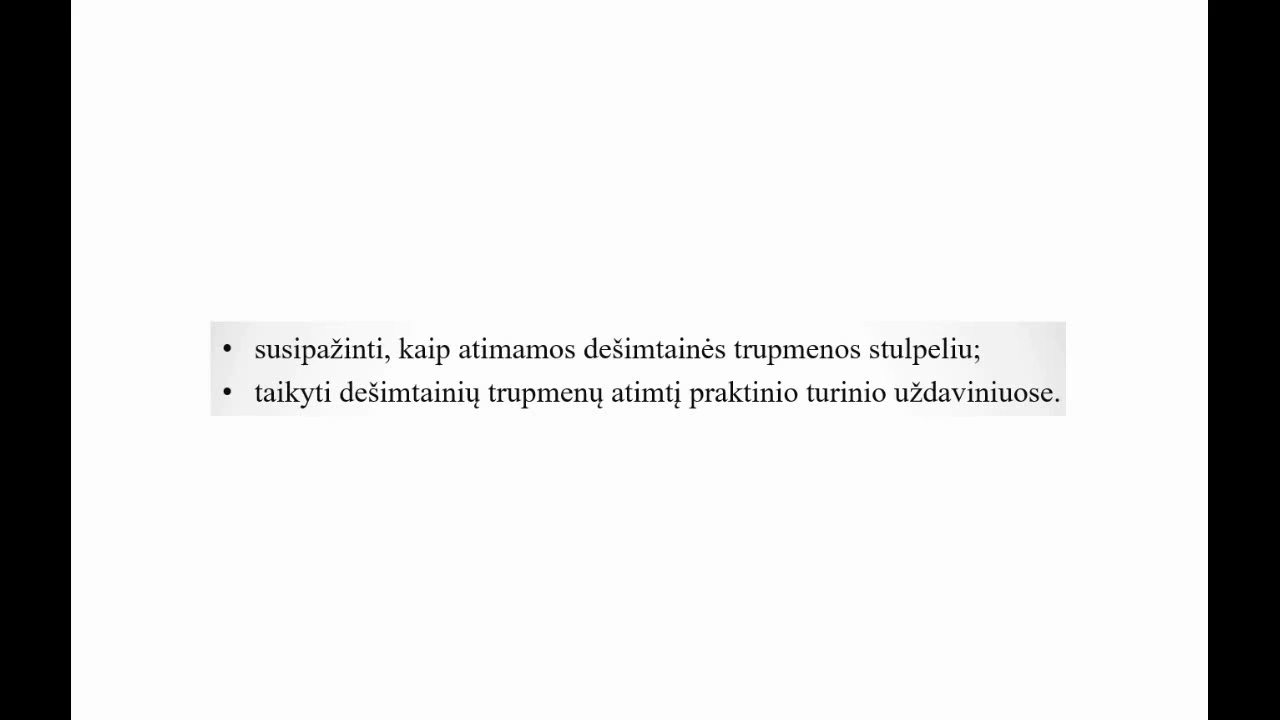 • susipažinti, kaip atimamos dešimtainės trupmenos stulpeliu;
• taikyti dešimtainių trupmenų atimtį praktinio turinio uždaviniuose.